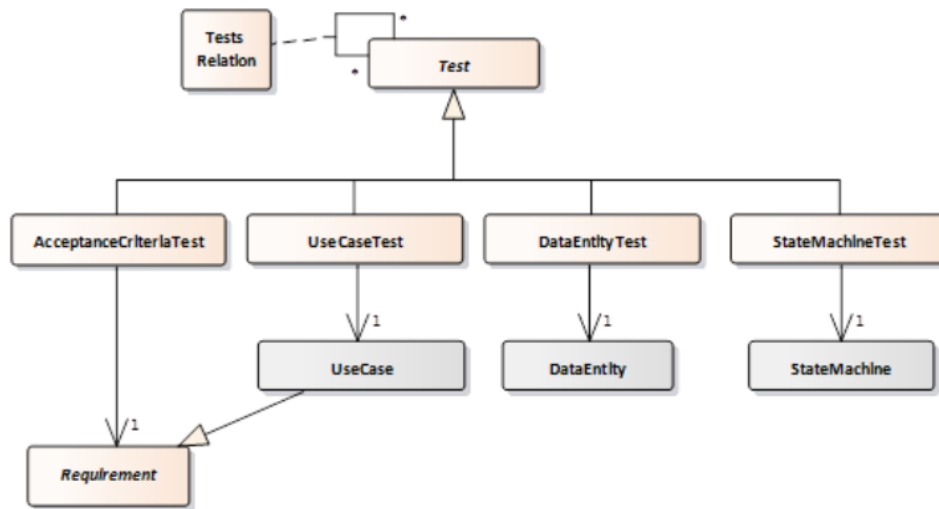 Tests
Relation
*
*
Test
AcceptanceCriteriaTest
UseCaseTest
DataEntityTest
StateMachineTest
1
1
1
UseCase
DataEntity
StateMachine
1
Requirement